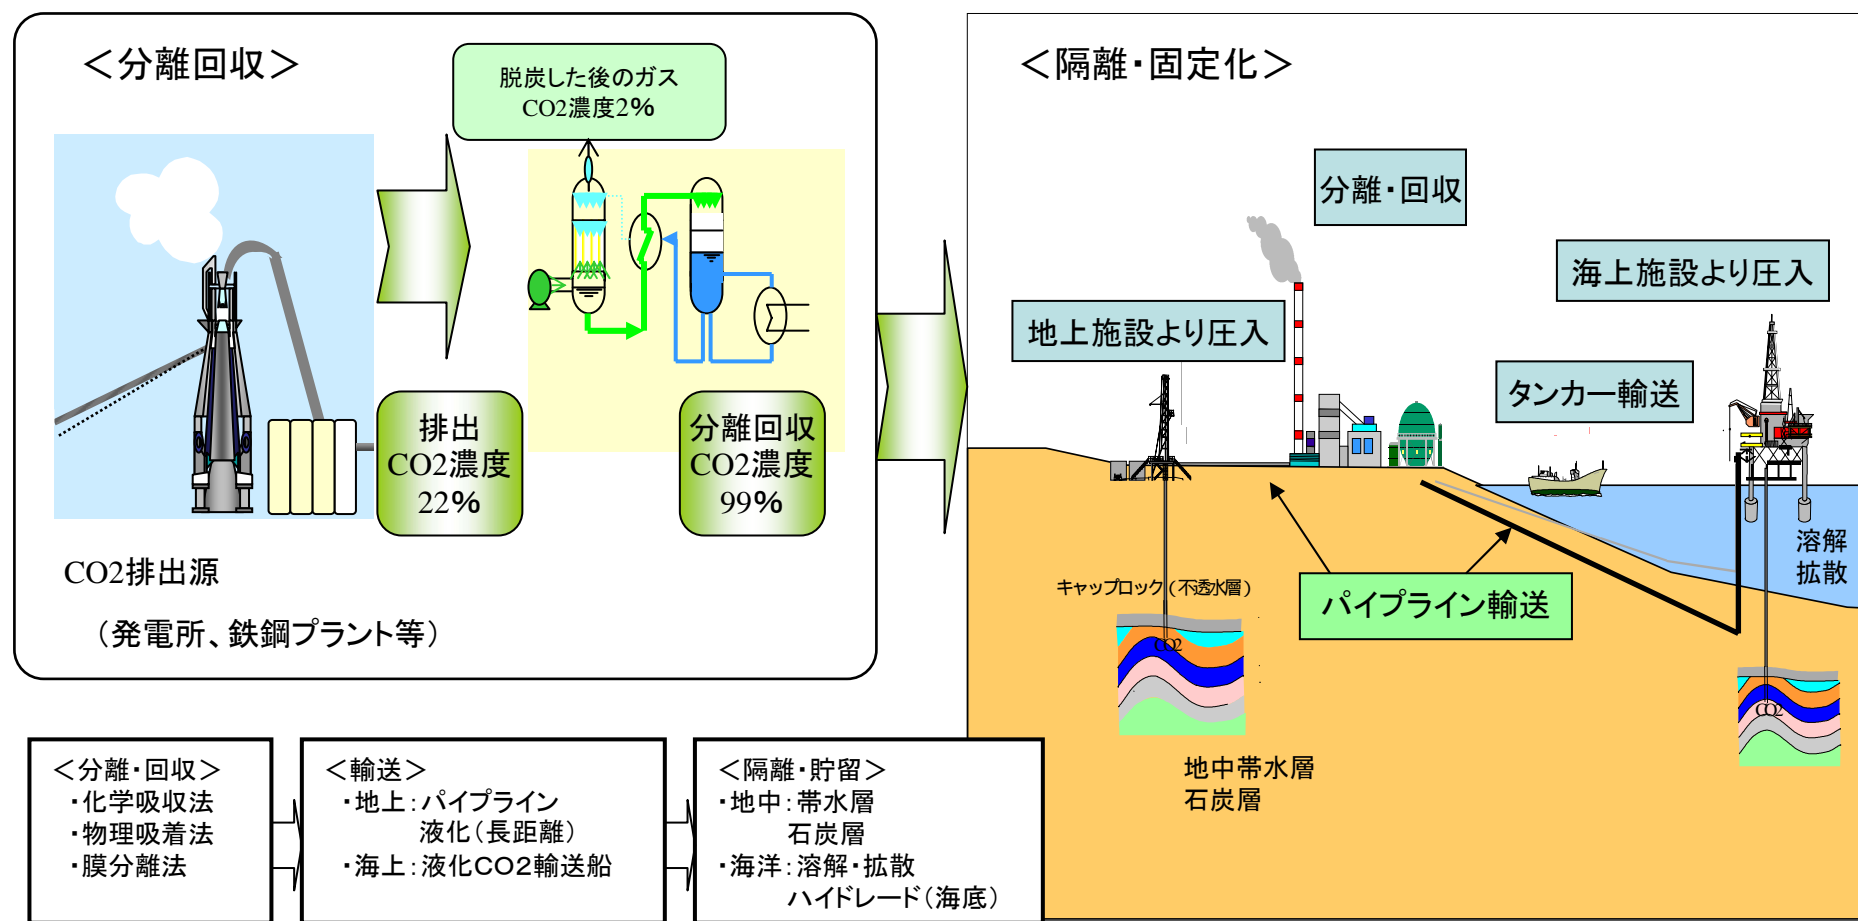 ＜分離回収＞
脱炭した後のガス
CO2濃度2%
排出
CO2濃度
22%
分離回収
CO2濃度
99%
CO2排出源
（発電所、鉄鋼プラント等）
＜隔離・固定化＞
分離・回収
海上施設より圧入
地上施設より圧入
タンカー輸送
溶解
拡散
キャップロック（不透水層）
パイプライン輸送
CO2
CO2
地中帯水層
石炭層
＜分離・回収＞
・化学吸収法
・物理吸着法
・膜分離法
＜輸送＞
・地上：パイプライン
液化（長距離）
・海上：液化CO2輸送船
＜隔離・貯留＞
・地中：帯水層
石炭層
・海洋：溶解・拡散
ハイドレード（海底）